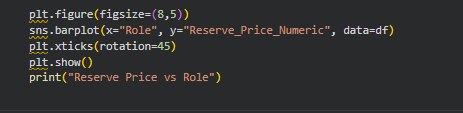 plt.figure(figsize=(8,5))
sns.barplot(x="Role", y="Reserve_Price_Numeric", data=df)
plt.xticks(rotation=45)
plt.show()
print("Reserve Price vs Role")